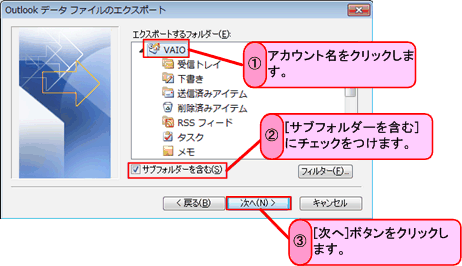 Outlook データ ファイルのエクスポート
エクスポートするフォルダー(E):
VAIO
受信トレイ
下書き
送信済みアイテム
削除済みアイテム
RSS フィード
タスク
メモ
サブフォルダーを含む(S)
フィルター(F)...
< 戻る(B)
次へ(N) >
キャンセル
① アカウント名をクリックしま
す。
② [サブフォルダーを含む]
にチェックをつけます。
③ [次へ]ボタンをクリックし
ます。